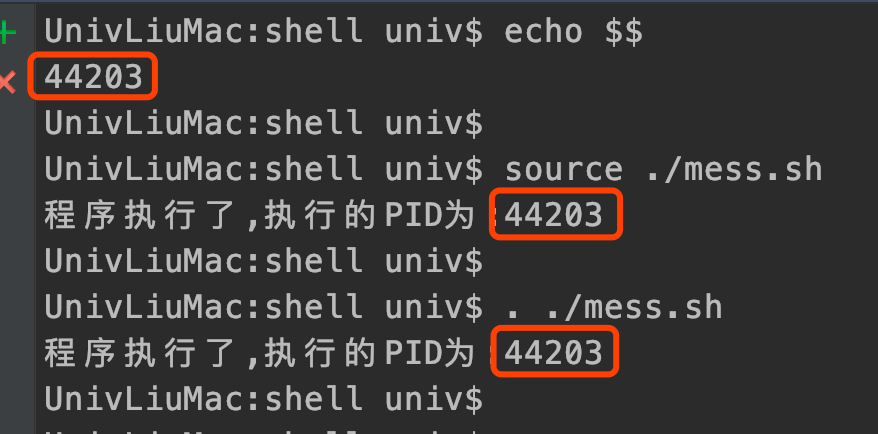 UnivLiuMac:shell univ$ echo $$
44203
UnivLiuMac:shell univ$
UnivLiuMac:shell univ$ source ./mess.sh
程序执行了,执行的PID为:44203
UnivLiuMac:shell univ$
UnivLiuMac:shell univ$ . ./mess.sh
程序执行了,执行的PID为:44203
UnivLiuMac:shell univ$